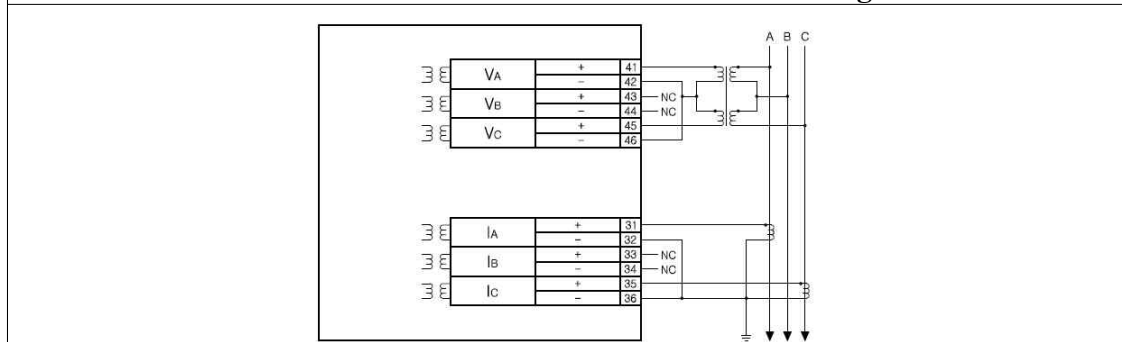 A B C
VA + 41
− 42
VB + 43 NC
− 44 NC
VC + 45
− 46
IA + 31
− 32
IB + 33 NC
− 34 NC
IC + 35
− 36